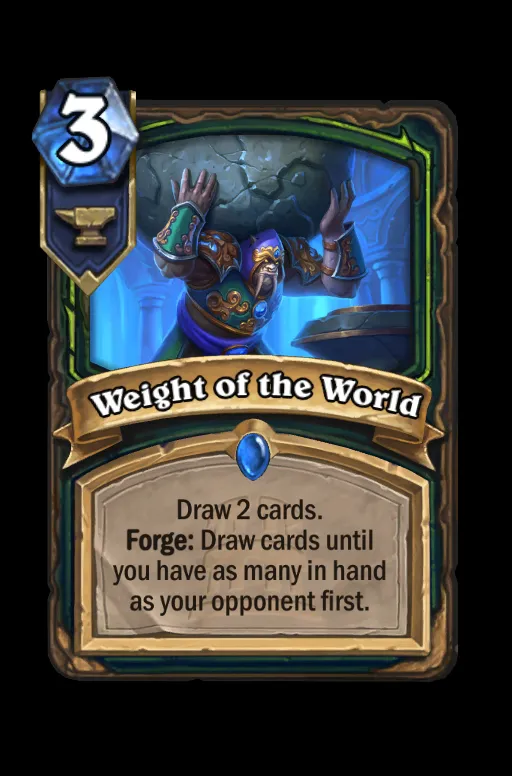 3
Weight of the World
Draw 2 cards.
Forge: Draw cards until
you have as many in hand
as your opponent first.